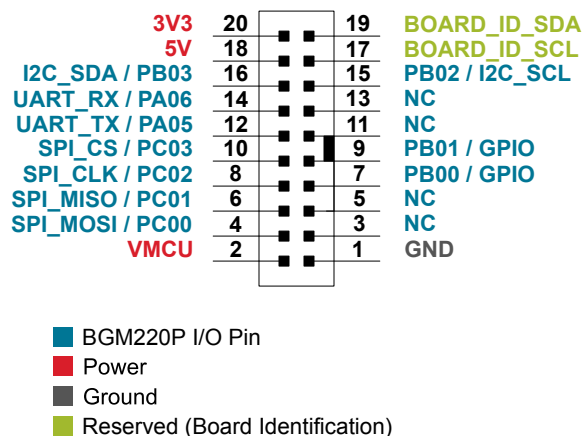 3V3 20 19 BOARD_ID_SDA
5V 18 17 BOARD_ID_SCL
I2C_SDA / PB03 16 15 PB02 / I2C_SCL
UART_RX / PA06 14 13 NC
UART_TX / PA05 12 11 NC
SPI_CS / PC03 10 9 PB01 / GPIO
SPI_CLK / PC02 8 7 PB00 / GPIO
SPI_MISO / PC01 6 5 NC
SPI_MOSI / PC00 4 3 NC
VMCU 2 1 GND
BGM220P I/O Pin
Power
Ground
Reserved (Board Identification)